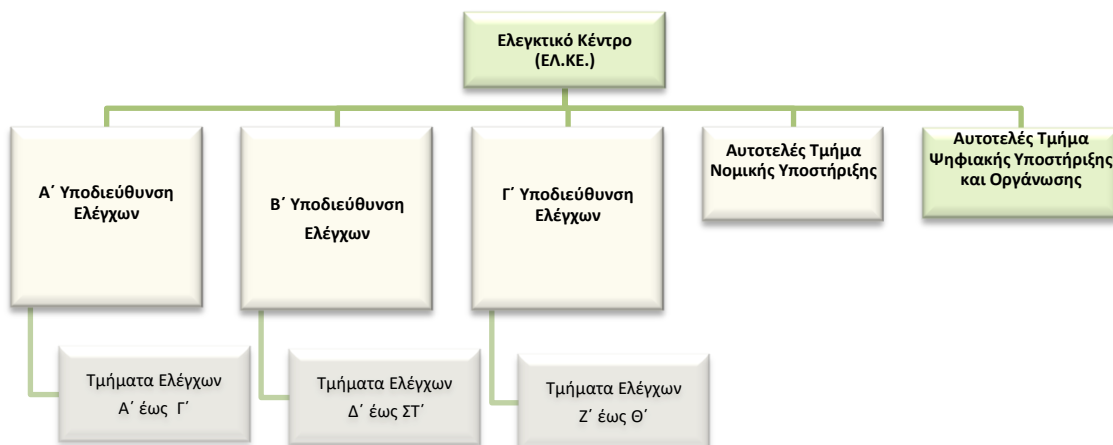 Ελεγκτικό Κέντρο
(ΕΛ.ΚΕ.)
Α΄ Υποδιεύθυνση
Ελέγχων
Β΄ Υποδιεύθυνση
Ελέγχων
Γ΄ Υποδιεύθυνση
Ελέγχων
Αυτοτελές Τμήμα
Νομικής Υποστήριξης
Αυτοτελές Τμήμα
Ψηφιακής Υποστήριξης
και Οργάνωσης
Τμήματα Ελέγχων
Α΄ έως Γ΄
Τμήματα Ελέγχων
Δ΄ έως ΣΤ΄
Τμήματα Ελέγχων
Ζ΄ έως Θ΄